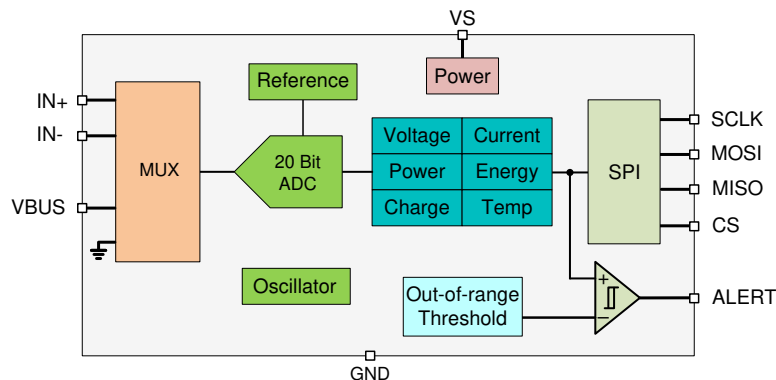 VS
Reference
Power
IN+
IN-
VBUS
MUX
20 Bit
ADC
Voltage
Current
Power
Energy
Charge
Temp
SPI
SCLK
MOSI
MISO
CS
Oscillator
Out-of-range
Threshold
+
−
ALERT
GND